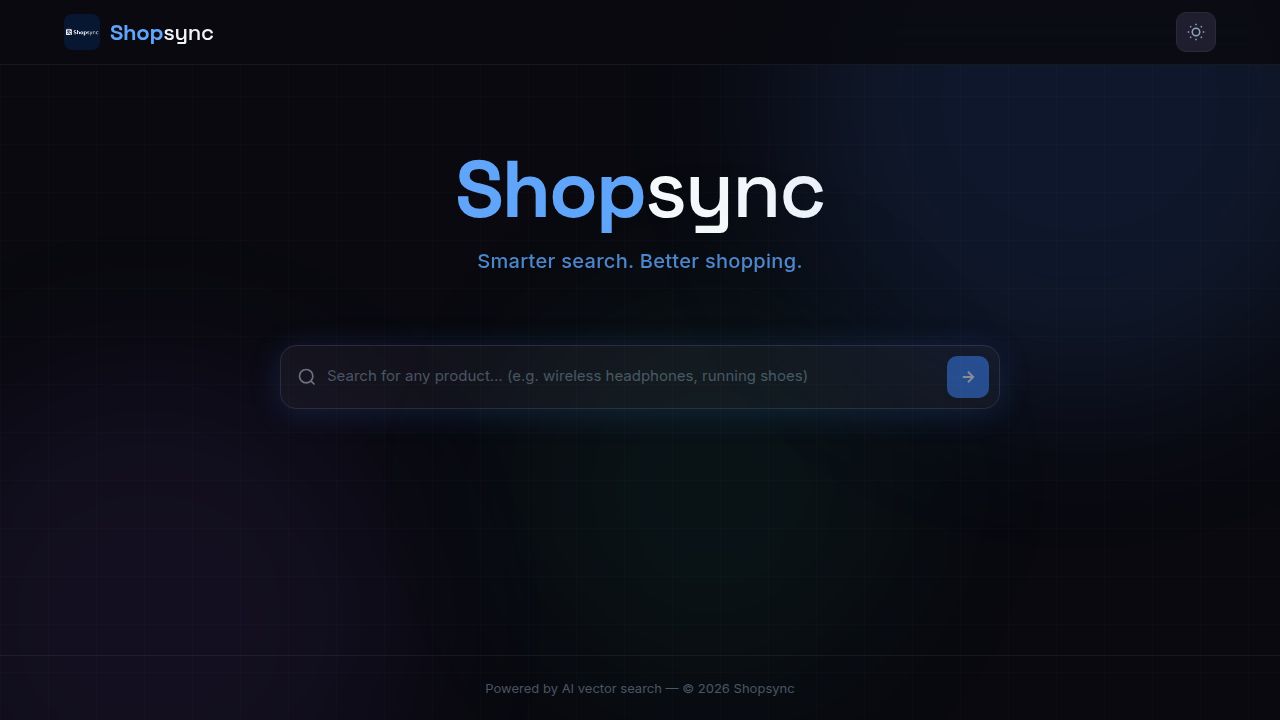 Shopsync
Shopsync
Shopsync
Smarter search. Better shopping.
Search for any product... (e.g. wireless headphones, running shoes)
Powered by AI vector search — © 2026 Shopsync